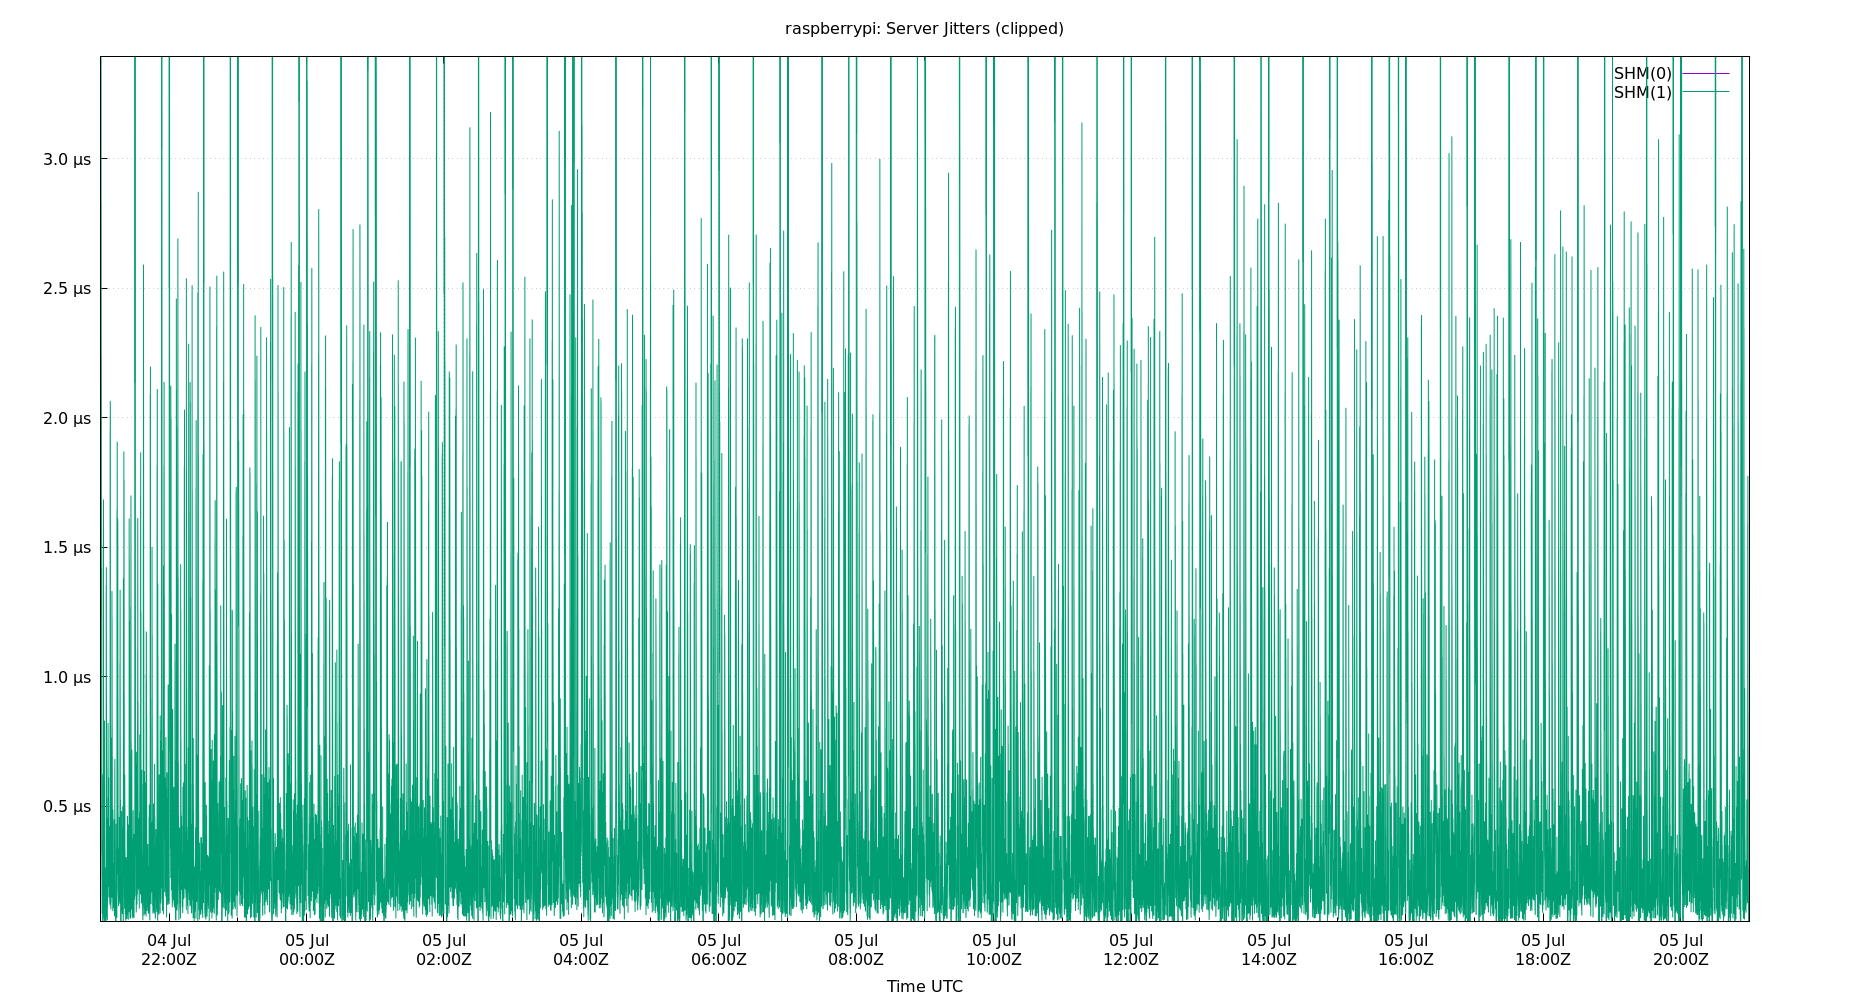 raspberrypi: Server Jitters (clipped)
SHM(0)
SHM(1)
3.0 µs
2.5 µs
2.0 µs
1.5 µs
1.0 µs
0.5 µs
04 Jul 05 Jul 05 Jul 05 Jul 05 Jul 05 Jul 05 Jul 05 Jul 05 Jul 05 Jul 05 Jul 05 Jul
22:00Z 00:00Z 02:00Z 04:00Z 06:00Z 08:00Z 10:00Z 12:00Z 14:00Z 16:00Z 18:00Z 20:00Z
Time UTC